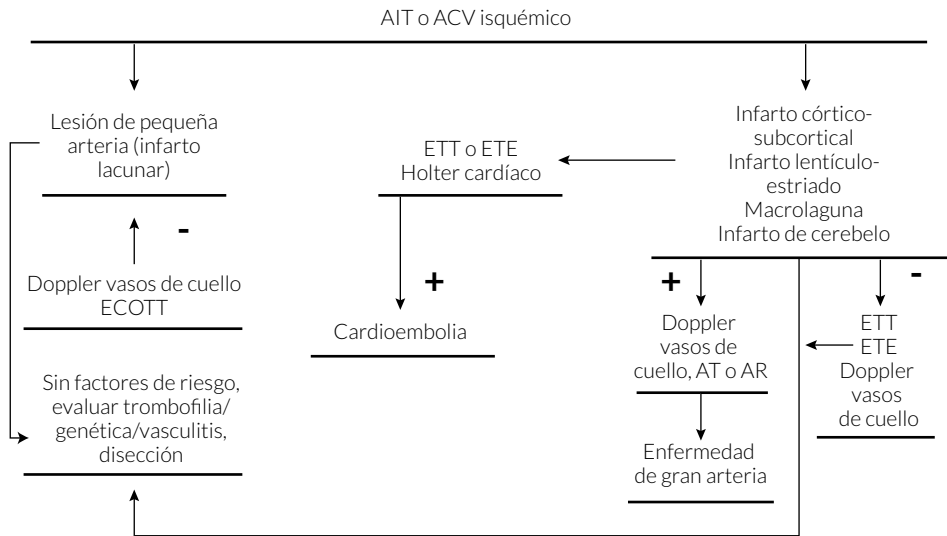 AIT o ACV isquémico
Lesión de pequeña
arteria (infarto
lacunar)
-
Doppler vasos de cuello
ECOTT
Sin factores de riesgo,
evaluar trombofilia/
genética/vasculitis,
disección
ETT o ETE
Holter cardíaco
+
Cardioembolia
Infarto córtico-
subcortical
Infarto lentículo-
estriado
Macrolaguna
Infarto de cerebelo
+
Doppler
vasos de
cuello, AT o AR
Enfermedad
de gran arteria
-
ETT
ETE
Doppler
vasos
de cuello